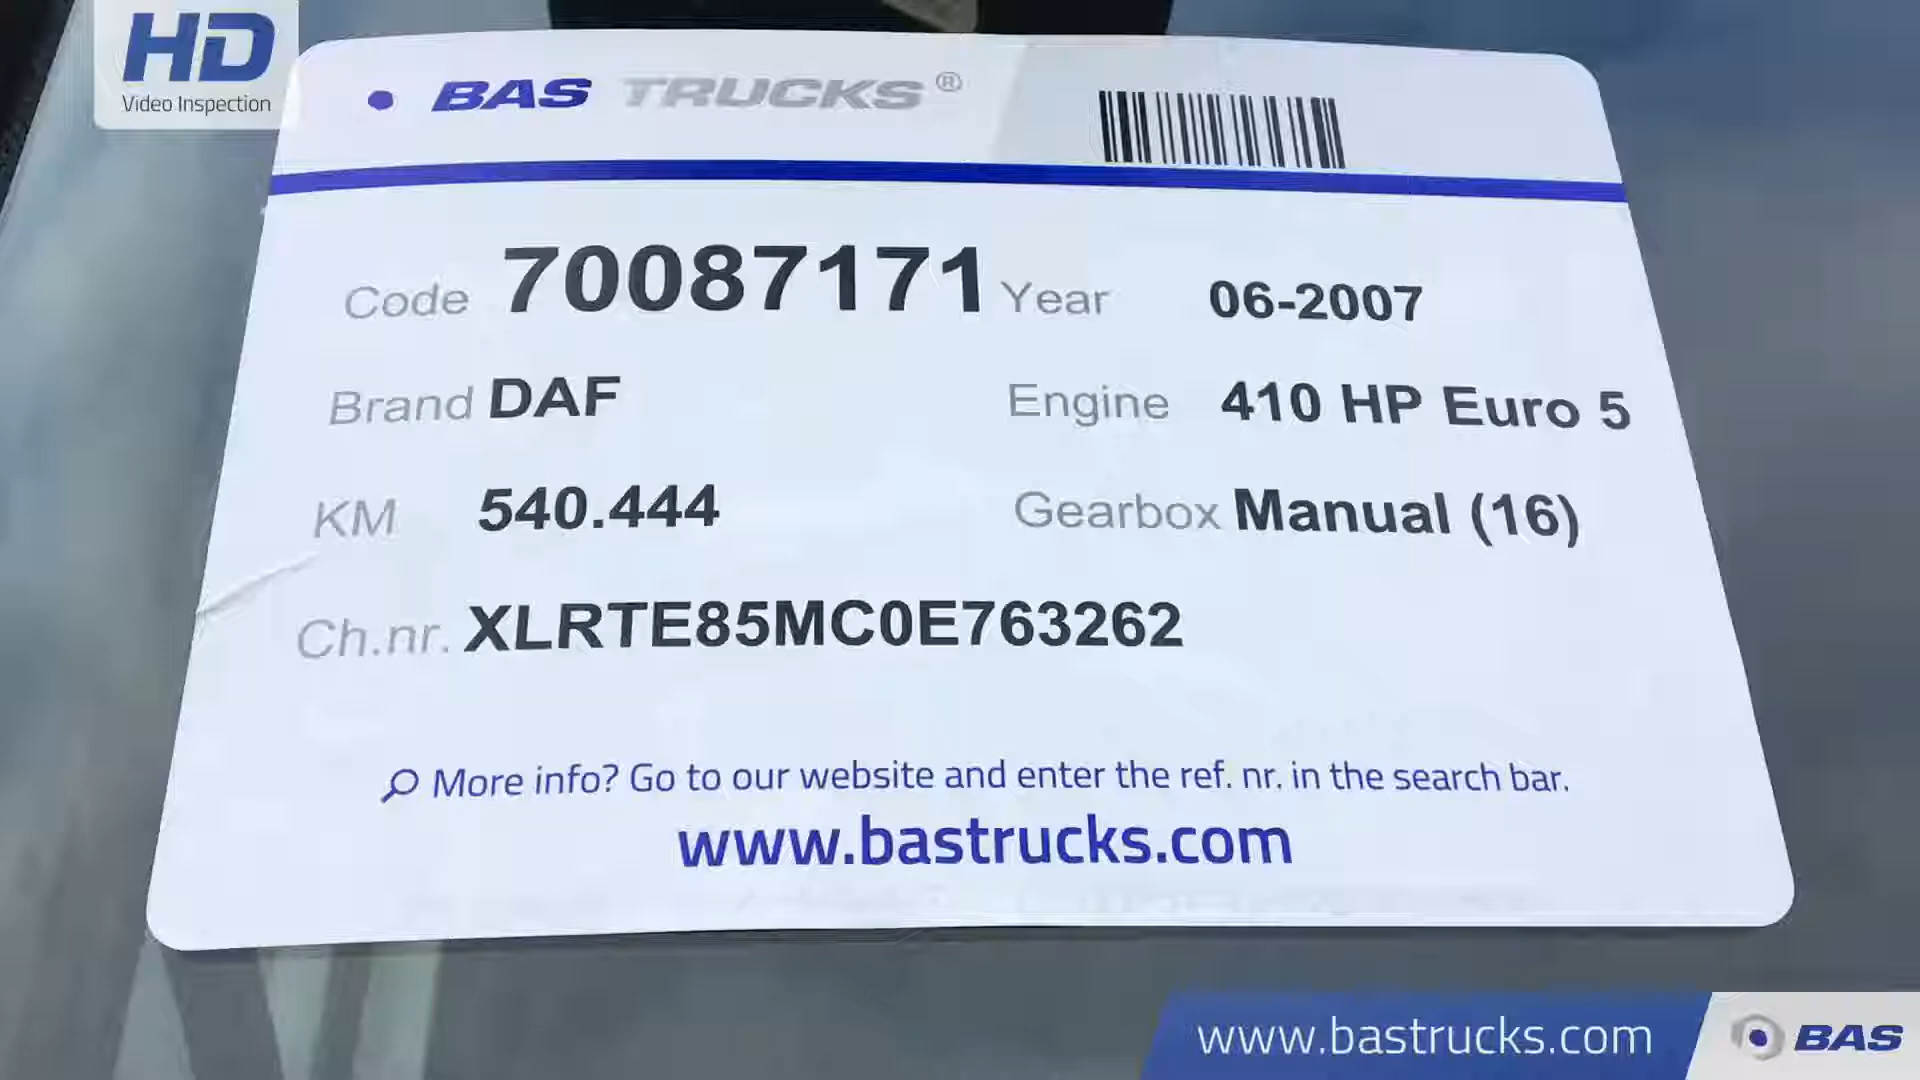 HD
Video Inspection
BAS TRUCKS®
Code 70087171 Year 06-2007
Brand DAF Engine 410 HP Euro 5
KM 540.444 Gearbox Manual (16)
Ch.nr. XLRTE85MC0E763262
More info? Go to our website and enter the ref. nr. in the search bar.
www.bastrucks.com
www.bastrucks.com BAS